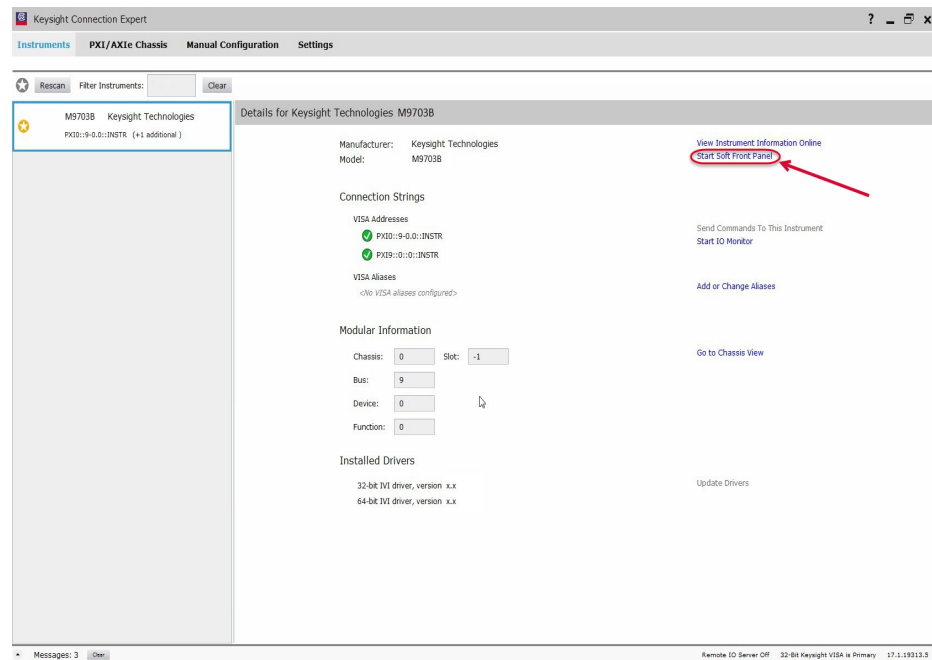 Keysight Connection Expert
? _ x
Instruments PXI/AXIe Chassis Manual Configuration Settings
Rescan Filter Instruments: Clear
M9703B Keysight Technologies
PXI0::9-0.0::INSTR (+1 additional )
Details for Keysight Technologies M9703B
Manufacturer: Keysight Technologies
View Instrument Information Online
Model: M9703B
Start Soft Front Panel
Connection Strings
VISA Addresses
Send Commands To This Instrument
PXI0::9-0.0::INSTR
Start IO Monitor
PXI9::0::0::INSTR
VISA Aliases
<No VISA aliases configured>
Add or Change Aliases
Modular Information
Chassis: 0 Slot: -1
Go to Chassis View
Bus: 9
Device: 0
Function: 0
Installed Drivers
32-bit IVI driver, version x.x
Update Drivers
64-bit IVI driver, version x.x
Messages: 3 Clear
Remote IO Server Off 32-Bit Keysight VISA is Primary 17.1.19313.5